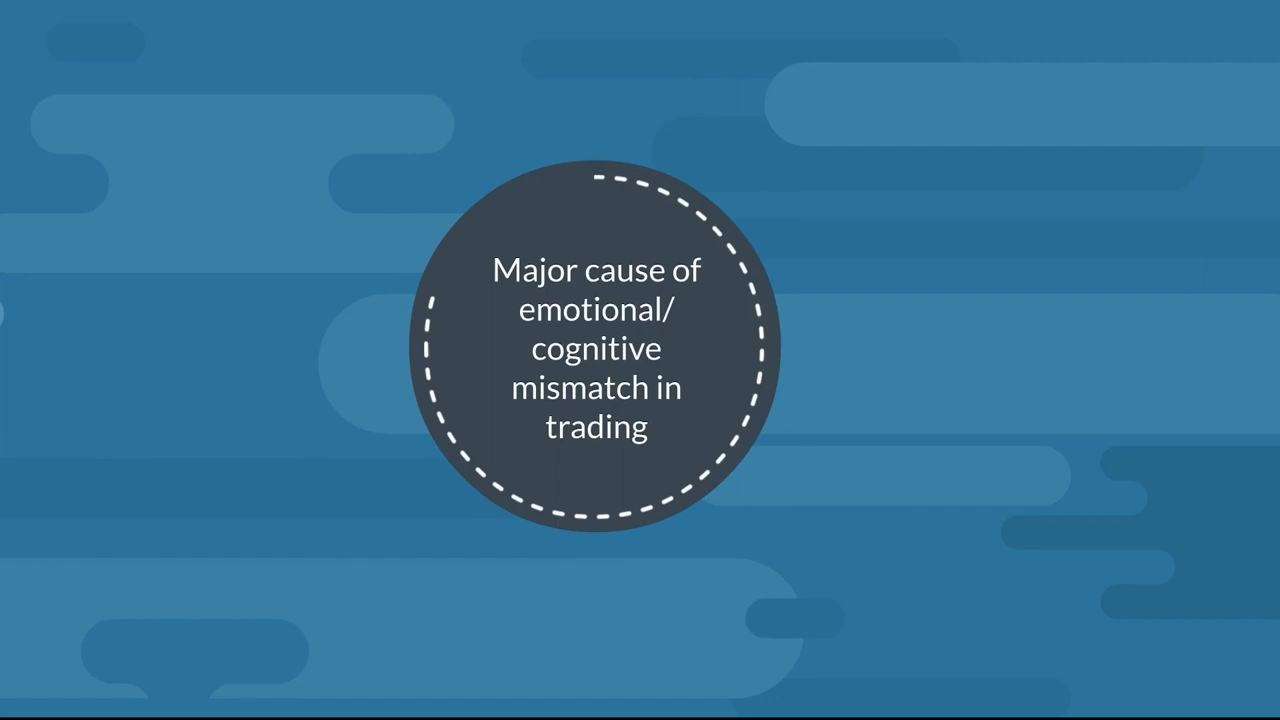 Major cause of
emotional/
cognitive
mismatch in
trading